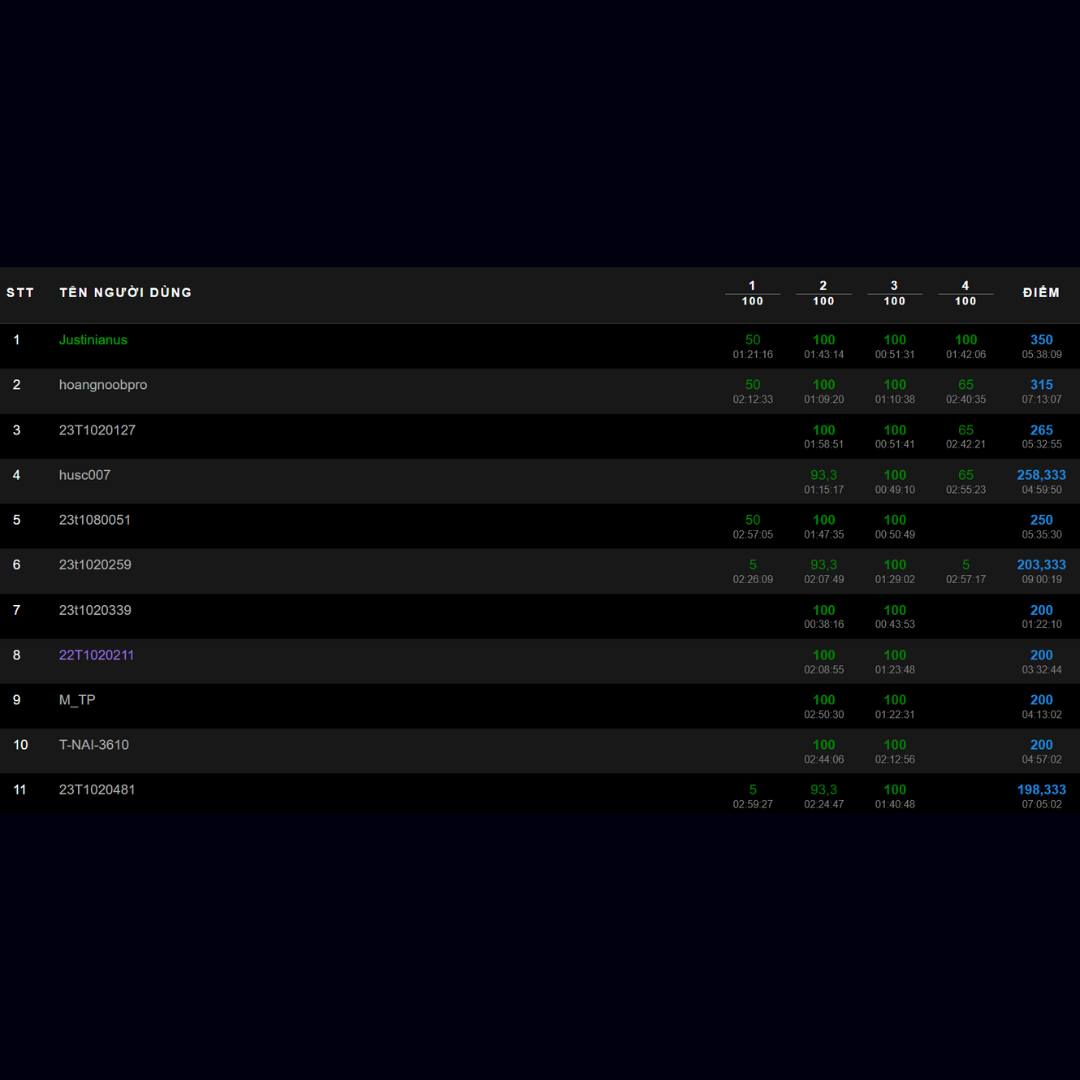 STT TÊN NGƯỜI DÙNG 1 2 3 4 ĐIỂM
100 100 100 100
1 Justinianus 50 100 100 100 350
01:21:16 01:43:14 00:51:31 01:42:06 05:38:09
2 hoangnoobpro 50 100 100 65 315
02:12:33 01:09:20 01:10:38 02:40:35 07:13:07
3 23T1020127 100 100 65 265
01:58:51 00:51:41 02:42:21 05:32:55
4 husc007 93,3 100 65 258,333
01:15:17 00:49:10 02:55:23 04:59:50
5 23t1080051 50 100 100 250
02:57:05 01:47:35 00:50:49 05:35:30
6 23t1020259 5 93,3 100 5 203,333
02:26:09 02:07:49 01:29:02 02:57:17 09:00:19
7 23t1020339 100 100 200
00:38:16 00:43:53 01:22:10
8 22T1020211 100 100 200
02:08:55 01:23:48 03:32:44
9 M_TP 100 100 200
02:50:30 01:22:31 04:13:02
10 T-NAI-3610 100 100 200
02:44:06 02:12:56 04:57:02
11 23T1020481 5 93,3 100 198,333
02:59:27 02:24:47 01:40:48 07:05:02